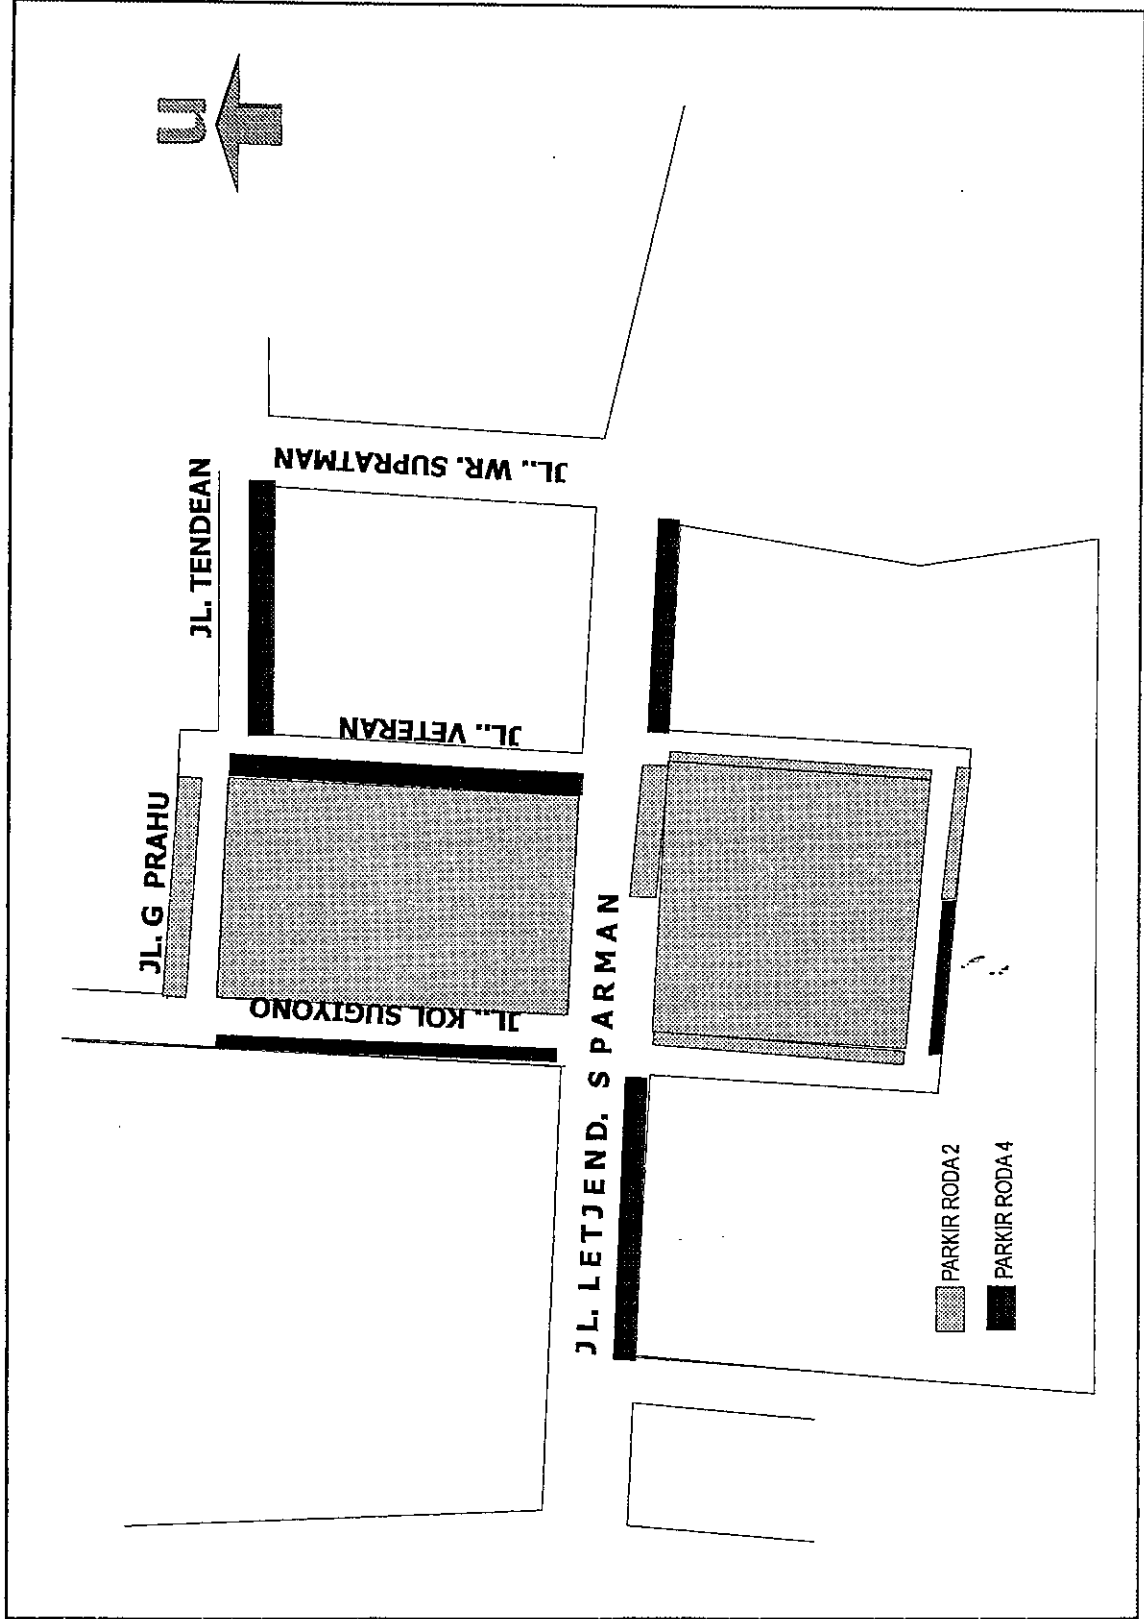 U
JL. TENDEAN
JL.. WR. SUPRATMAN
JL. G PRAHU
JL.. VETERAN
JL.. KOL SUGIYONO
JL. LETJEND. S PARMAN
PARKIR RODA 2
PARKIR RODA 4